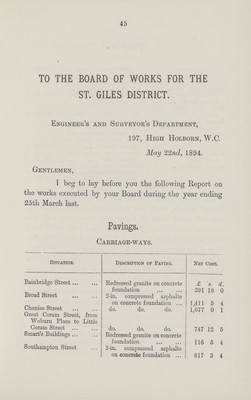 45
TO THE BOARD OF WORKS FOR THE
ST. GILES DISTRICT.
ENGINEER'S AND SURVEYOR'S DEPARTMENT,
197, HIGH HOLBORN, W.C.
May 22nd, 1894.
GENTLEMEN,
I beg to lay before you the following Report on
the works executed by your Board during the year ending
25th March last.
Pavings.
CARRIAGE-WAYS.
SITUATION. DESCRIPTION OF PAVING. NET COST.
£ s. d.
Bainbridge Street ... ... Redressed granite on concrete
foundation ... ... 391 18 0
Broad Street ... ... 2-in. compressed asphalte
on concrete foundation ... 1,411 5 4
Chenies Street ... ... do. do. do. 1,677 0 1
Great Coram Street, from
Woburn Place to Little
Coram Street ... ... do. do. do. 747 12 5
Smart's Buildings ... ... Redressed granite on concrete
foundation ... ... 116 5 4
Southampton Street ... 2-in. compressed asphalte
on concrete foundation ... 817 3 4